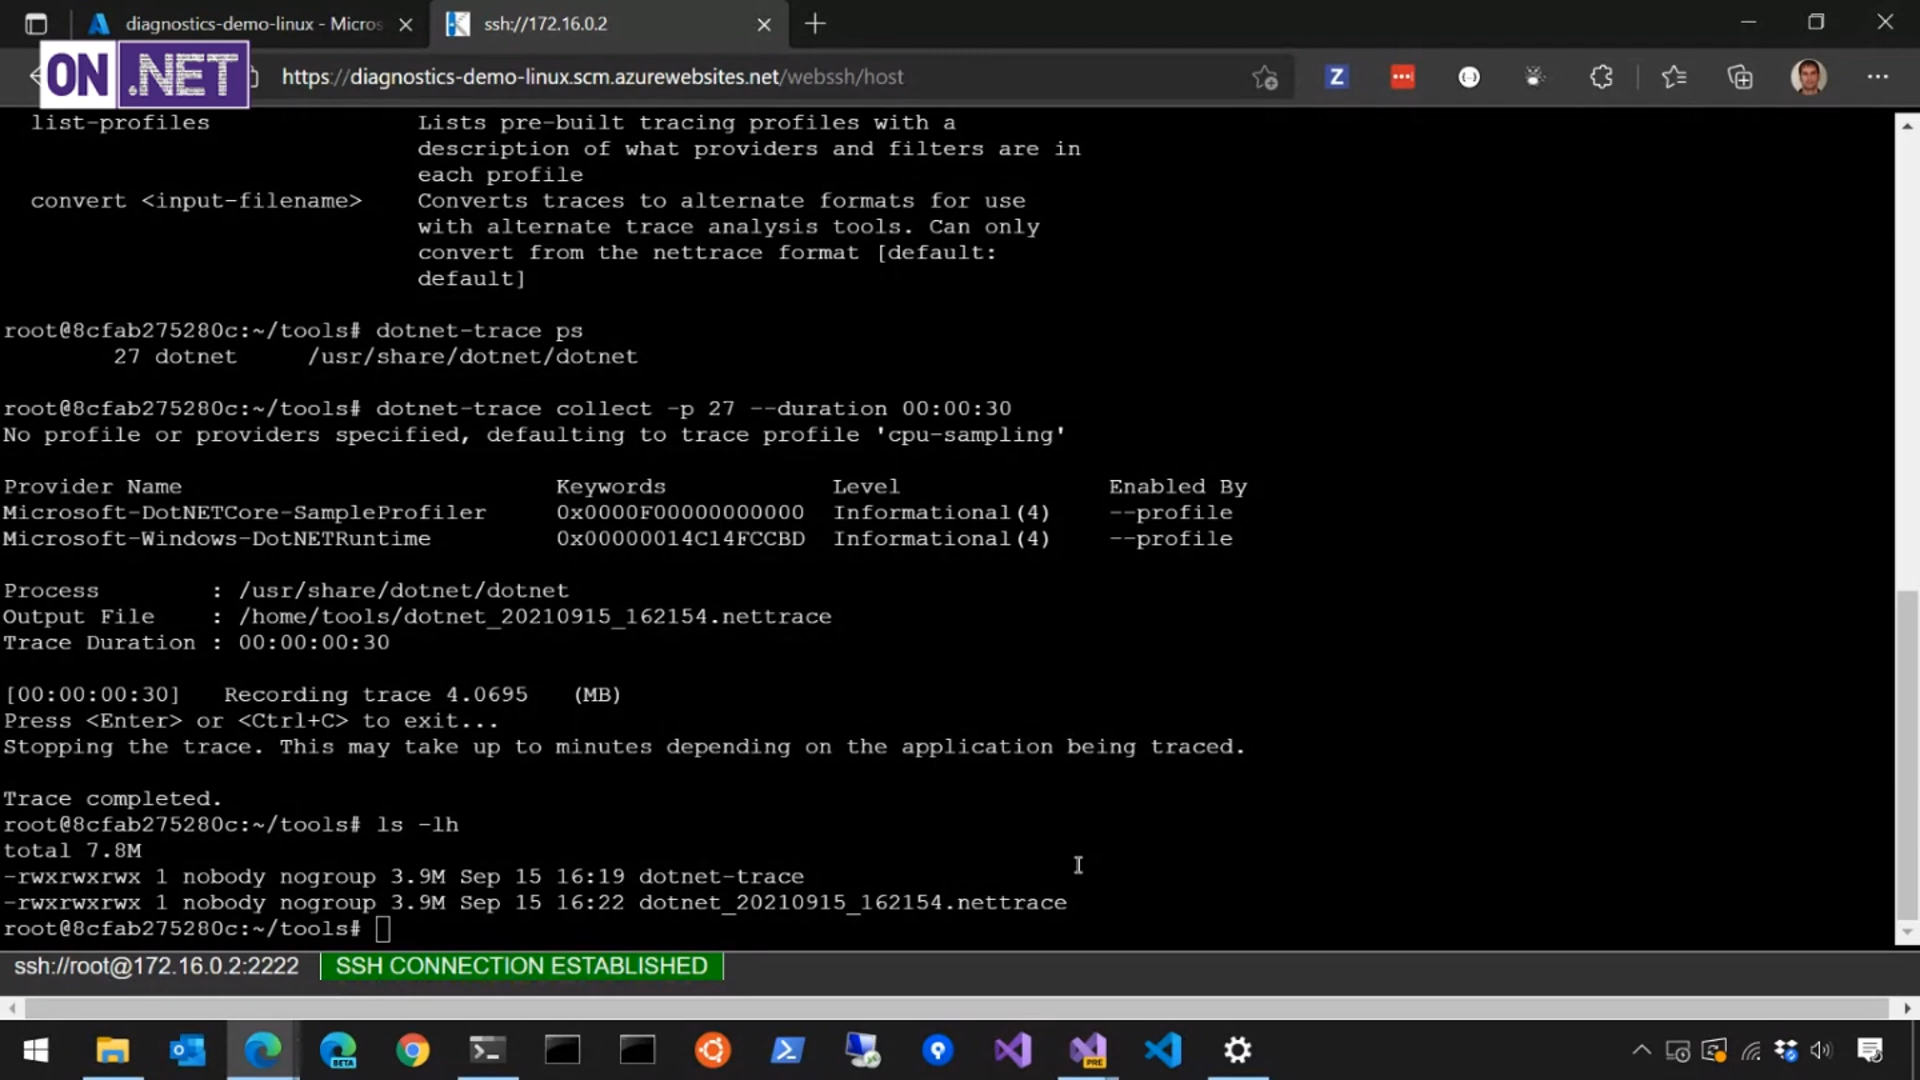 diagnostics-demo-linux - Micros
ssh://172.16.0.2
ON .NET
https://diagnostics-demo-linux.scm.azurewebsites.net/webssh/host
Z
list-profiles Lists pre-built tracing profiles with a
description of what providers and filters are in
each profile
convert <input-filename> Converts traces to alternate formats for use
with alternate trace analysis tools. Can only
convert from the nettrace format [default:
default]
root@8cfab275280c:~/tools# dotnet-trace ps
27 dotnet /usr/share/dotnet/dotnet
root@8cfab275280c:~/tools# dotnet-trace collect -p 27 --duration 00:00:30
No profile or providers specified, defaulting to trace profile 'cpu-sampling'
Provider Name Keywords Level Enabled By
Microsoft-DotNETCore-SampleProfiler 0x0000F00000000000 Informational(4) --profile
Microsoft-Windows-DotNETRuntime 0x00000014C14FCCBD Informational(4) --profile
Process : /usr/share/dotnet/dotnet
Output File : /home/tools/dotnet_20210915_162154.nettrace
Trace Duration : 00:00:00:30
[00:00:00:30] Recording trace 4.0695 (MB)
Press <Enter> or <Ctrl+C> to exit...
Stopping the trace. This may take up to minutes depending on the application being traced.
Trace completed.
root@8cfab275280c:~/tools# ls -lh
total 7.8M
-rwxrwxrwx 1 nobody nogroup 3.9M Sep 15 16:19 dotnet-trace
-rwxrwxrwx 1 nobody nogroup 3.9M Sep 15 16:22 dotnet_20210915_162154.nettrace
root@8cfab275280c:~/tools#
ssh://root@172.16.0.2:2222 SSH CONNECTION ESTABLISHED
BETA
PRE